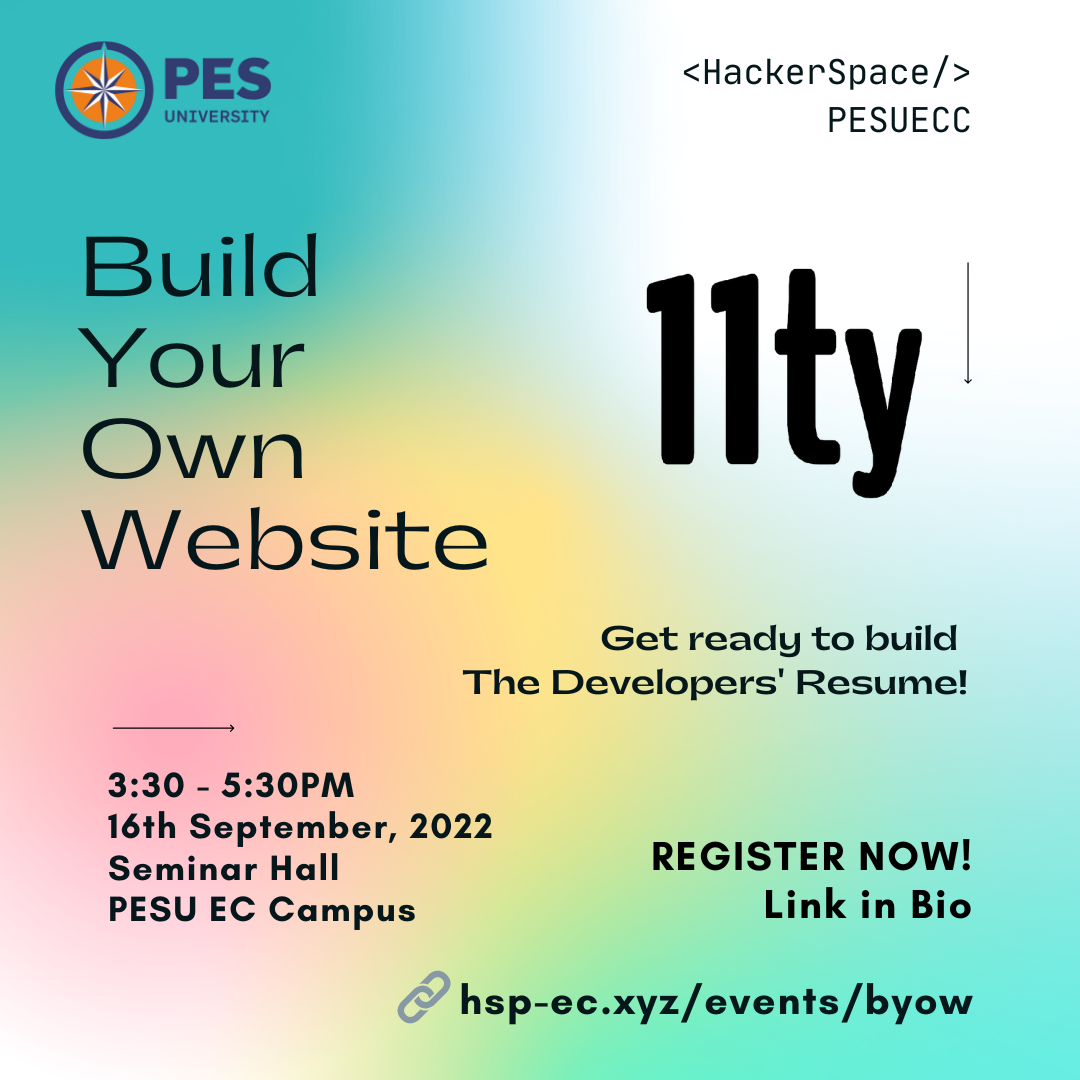 PES
UNIVERSITY
<HackerSpace/>
PESUECC
Build
Your
Own
Website
11ty
Get ready to build
The Developers' Resume!
3:30 - 5:30PM
16th September, 2022
Seminar Hall
PESU EC Campus
REGISTER NOW!
Link in Bio
hsp-ec.xyz/events/byow